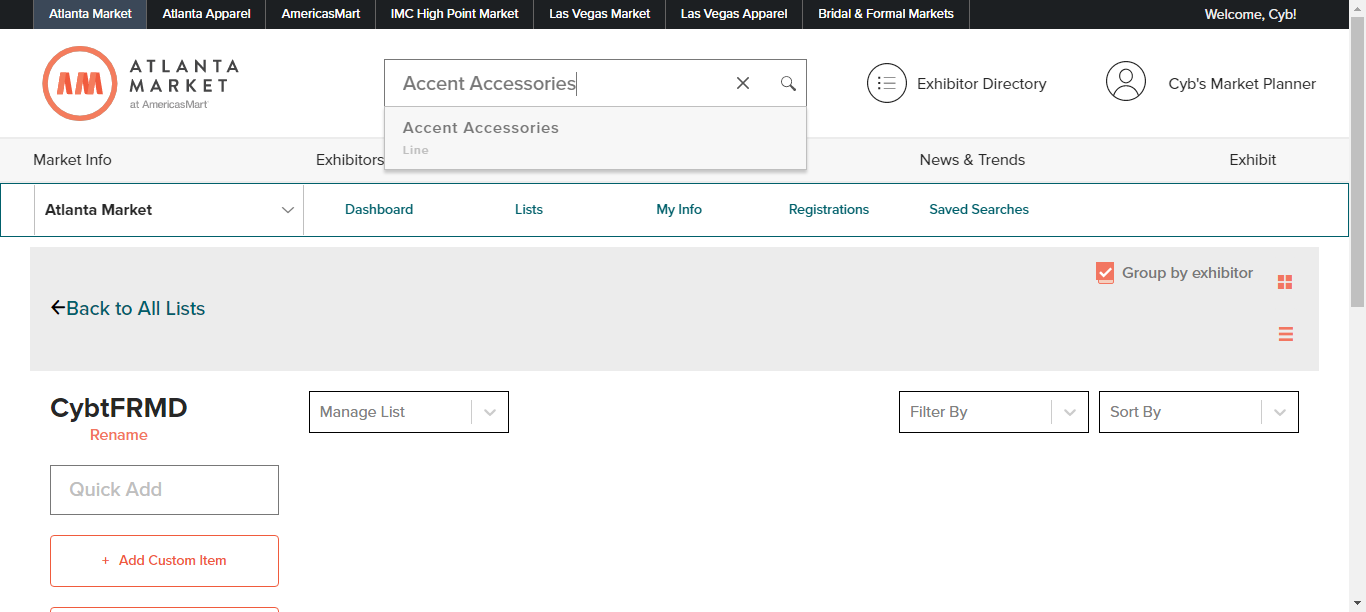 Atlanta Market Atlanta Apparel AmericasMart IMC High Point Market Las Vegas Market Las Vegas Apparel Bridal & Formal Markets Welcome, Cyb!
AM ATLANTA
MARKET
at AmericasMart
Accent Accessories
Exhibitor Directory
Cyb's Market Planner
Accent Accessories
Line
Market Info Exhibitors News & Trends Exhibit
Atlanta Market Dashboard Lists My Info Registrations Saved Searches
Group by exhibitor
Back to All Lists
CybtFRMD
Rename
Manage List Filter By Sort By
Quick Add
+ Add Custom Item